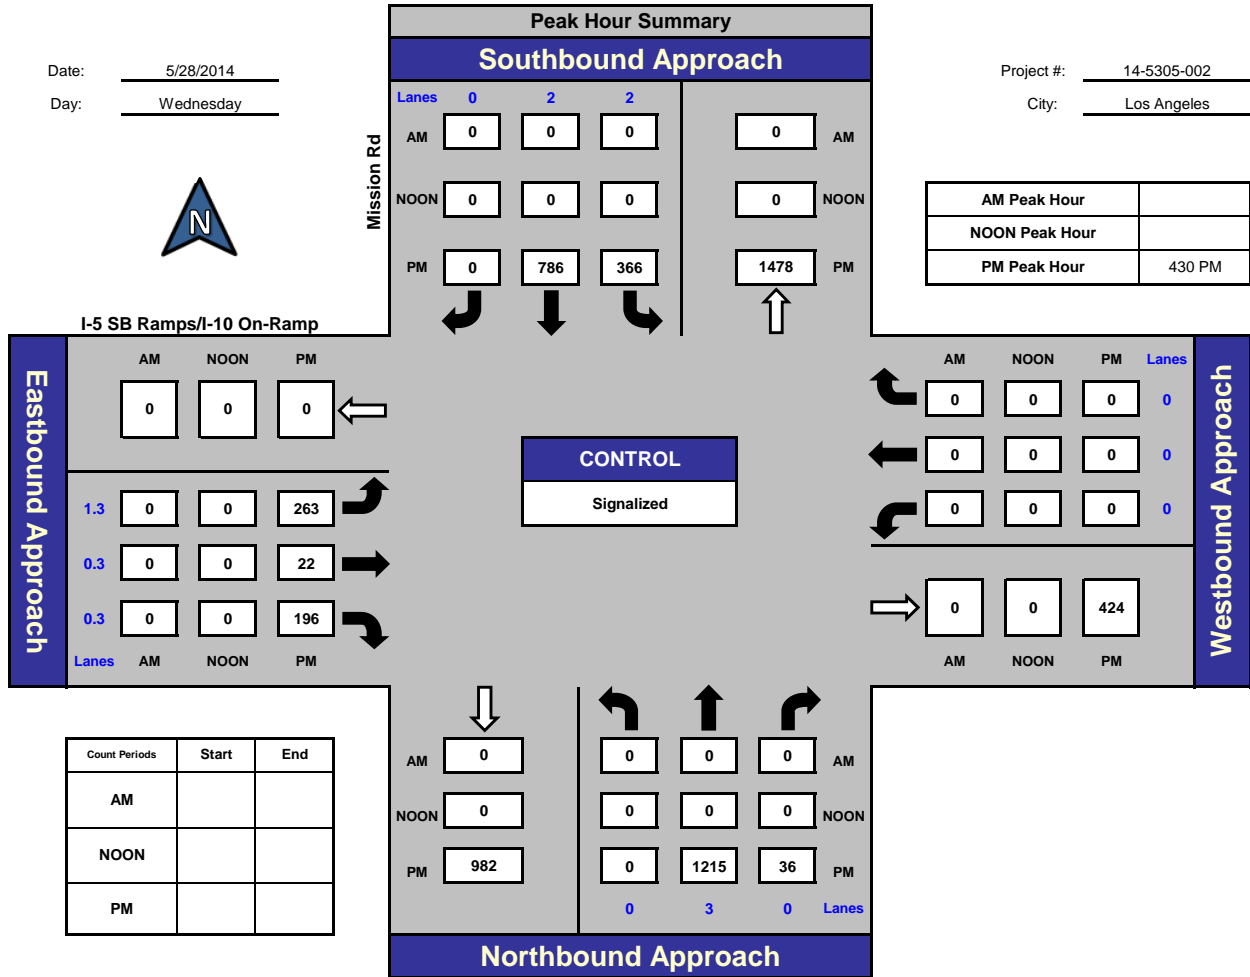 Peak Hour Summary
Southbound Approach
Date: 5/28/2014
Day: Wednesday
Project #: 14-5305-002
City: Los Angeles
N
Mission Rd
Lanes 0 2 2
AM 0 0 0 0 AM
NOON 0 0 0 0 NOON
PM 0 786 366 1478 PM
AM Peak Hour
NOON Peak Hour
PM Peak Hour 430 PM
I-5 SB Ramps/I-10 On-Ramp
Eastbound Approach
AM NOON PM
0 0 0
1.3 0 0 263
0.3 0 0 22
0.3 0 0 196
Lanes AM NOON PM
CONTROL
Signalized
AM NOON PM Lanes
0 0 0 0
0 0 0 0
0 0 0 0
0 0 424
AM NOON PM
Westbound Approach
Count Periods Start End
AM
NOON
PM
AM 0 0 0 0 AM
NOON 0 0 0 0 NOON
PM 982 0 1215 36 PM
0 3 0 Lanes
Northbound Approach